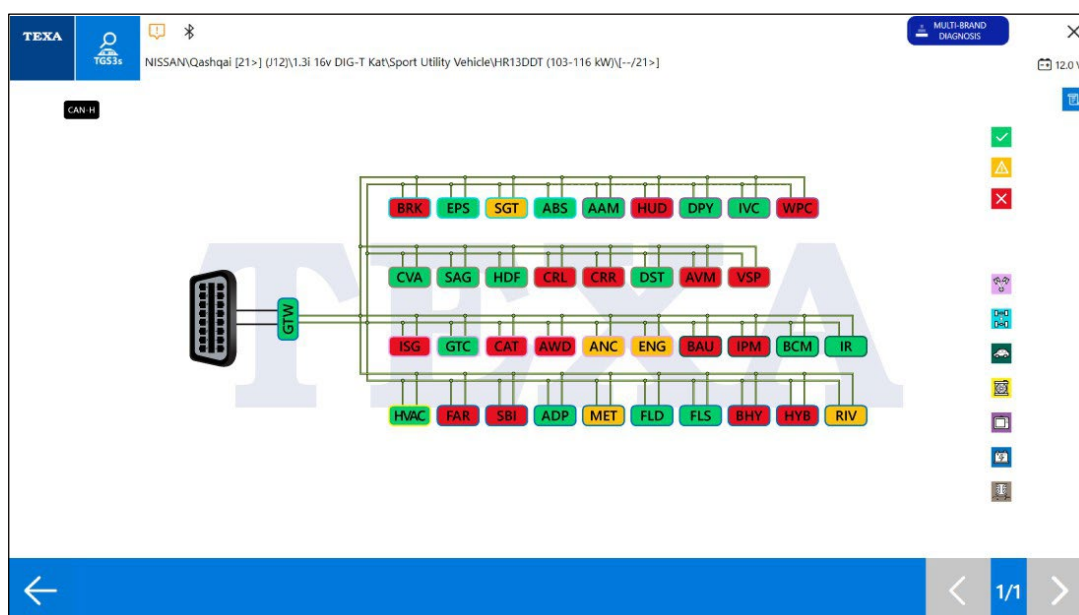 TEXA
TGS3s
MULTI-BRAND
DIAGNOSIS
NISSAN\Qashqai [21>] (J12)\1.3i 16v DIG-T Kat\Sport Utility Vehicle\HR13DDT (103-116 kW)\[--/21>]
12.0 V
CAN-H
BRK EPS SGT ABS AAM HUD DPY IVC WPC
CVA SAG HDF CRL CRR DST AVM VSP
GTW
ISG GTC CAT AWD ANC ENG BAU IPM BCM IR
HVAC FAR SBI ADP MET FLD FLS BHY HYB RIV
TEXA
1/1